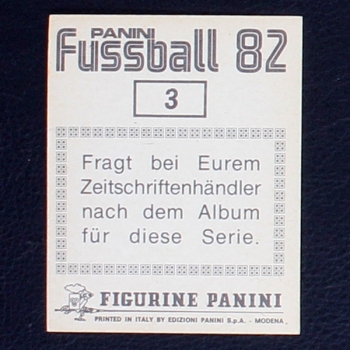 PANINI
Fussball 82
3
Fragt bei Eurem
Zeitschriftenhändler
nach dem Album
für diese Serie.
FIGURINE PANINI
PRINTED IN ITALY BY EDIZIONI PANINI S.p.A. - MODENA